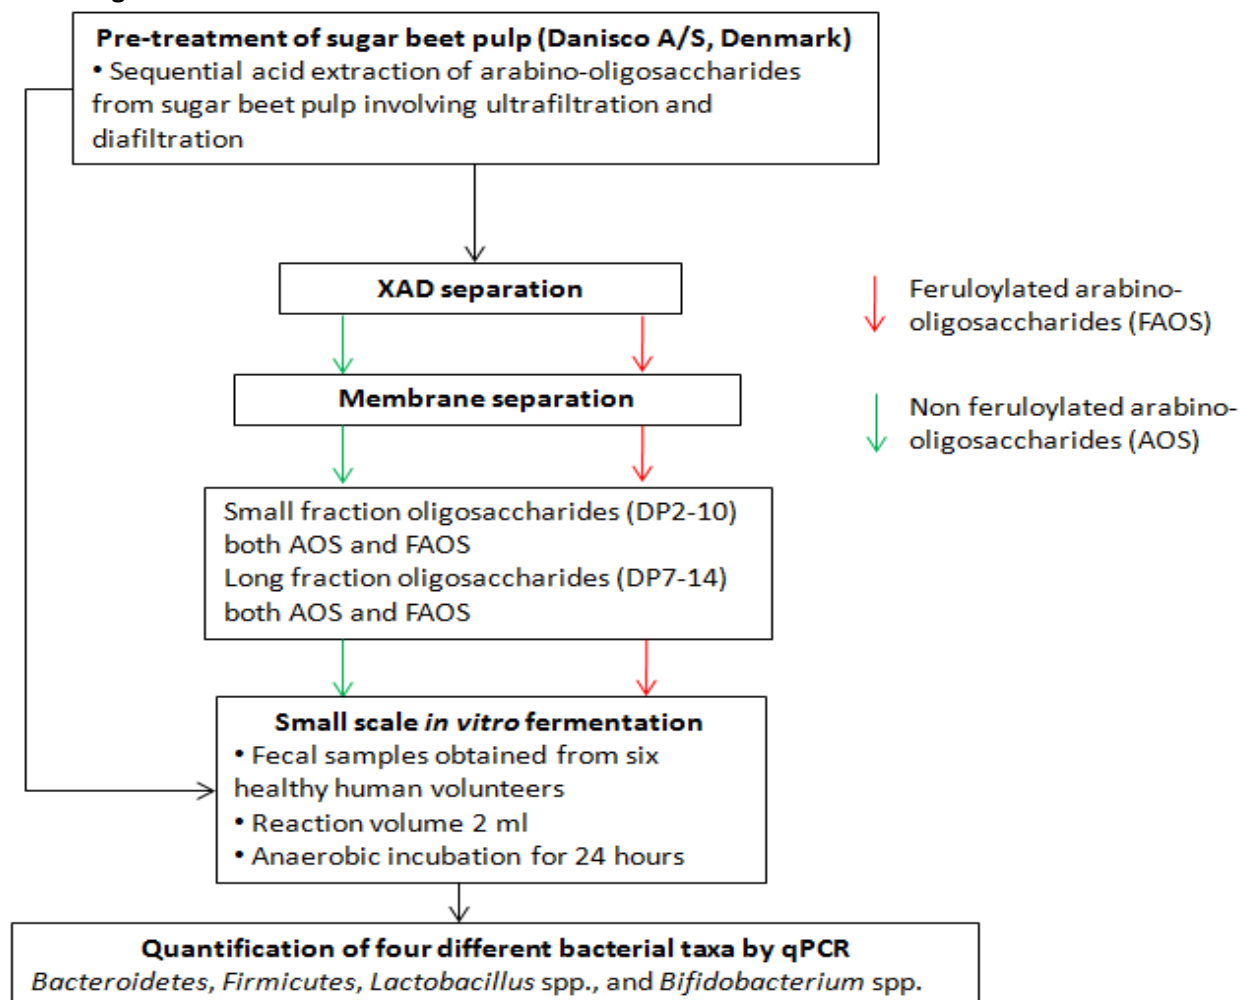 Pre-treatment of sugar beet pulp (Danisco A/S, Denmark)
• Sequential acid extraction of arabino-oligosaccharides
from sugar beet pulp involving ultrafiltration and
diafiltration
XAD separation
Feruloylated arabino-
oligosaccharides (FAOS)
Membrane separation
Non feruloylated arabino-
oligosaccharides (AOS)
Small fraction oligosaccharides (DP2-10)
both AOS and FAOS
Long fraction oligosaccharides (DP7-14)
both AOS and FAOS
Small scale in vitro fermentation
• Fecal samples obtained from six
healthy human volunteers
• Reaction volume 2 ml
• Anaerobic incubation for 24 hours
Quantification of four different bacterial taxa by qPCR
Bacteroidetes, Firmicutes, Lactobacillus spp., and Bifidobacterium spp.